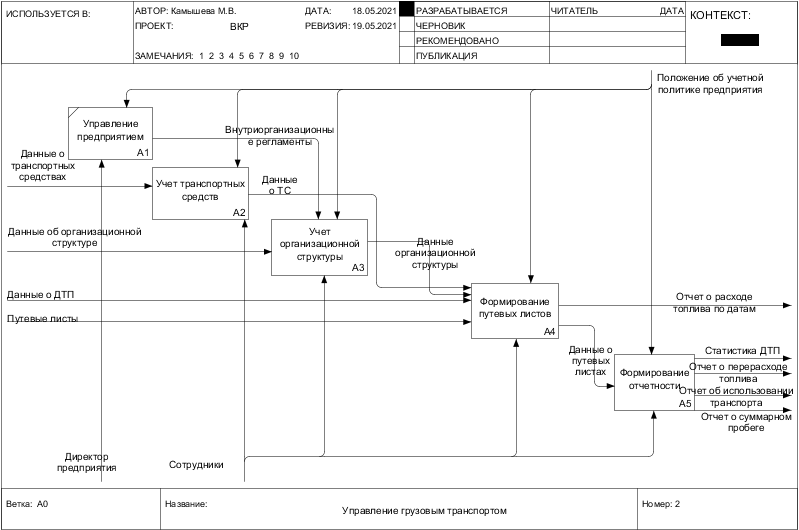 ИСПОЛЬЗУЕТСЯ В:
АВТОР: Камышева М.В.
ДАТА: 18.05.2021
ПРОЕКТ: ВКР
РЕВИЗИЯ: 19.05.2021
ЗАМЕЧАНИЯ: 1 2 3 4 5 6 7 8 9 10
РАЗРАБАТЫВАЕТСЯ
ЧЕРНОВИК
РЕКОМЕНДОВАНО
ПУБЛИКАЦИЯ
ЧИТАТЕЛЬ ДАТА
КОНТЕКСТ:
Положение об учетной
политике предприятия
Управление
предприятием
A1
Внутриорганизационны
е регламенты
Данные о
транспортных
средствах
Учет транспортных
средств
A2
Данные
о ТС
Данные об организационной
структуре
Учет
организационной
структуры
A3
Данные
организационной
структуры
Данные о ДТП
Путевые листы
Формирование
путевых листов
A4
Отчет о расходе
топлива по датам
Данные о
путевых
листах
Формирование
отчетности
A5
Статистика ДТП
Отчет о перерасходе
топлива
Отчет об использовании
транспорта
Отчет о суммарном
пробеге
Директор
предприятия
Сотрудники
Ветка: A0
Название:
Управление грузовым транспортом
Номер: 2